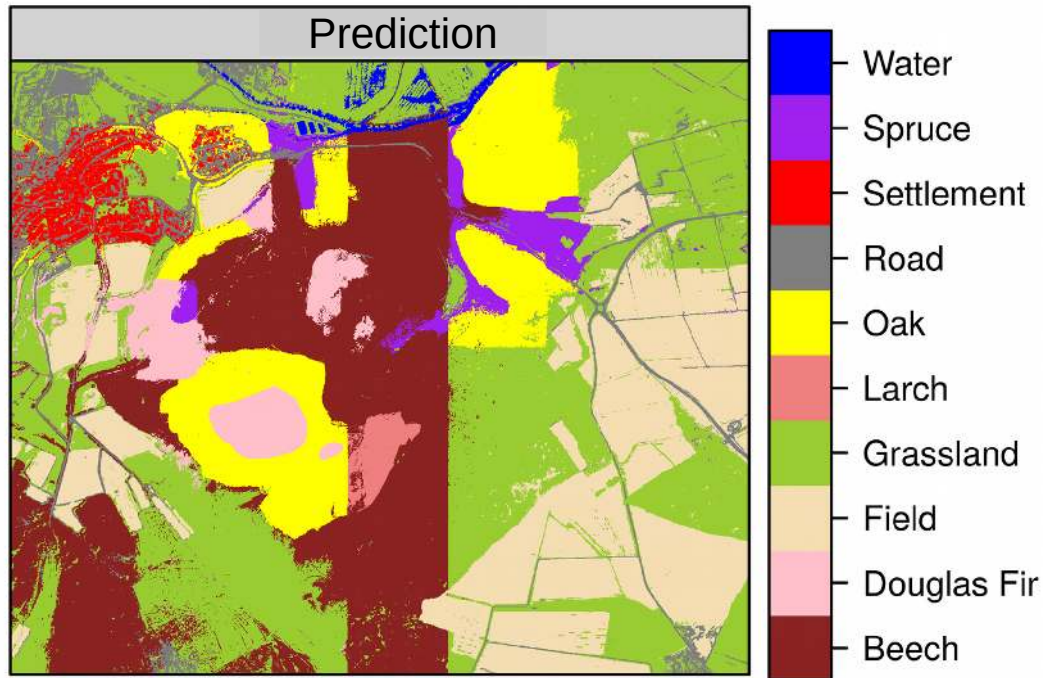 Prediction
Water
Spruce
Settlement
Road
Oak
Larch
Grassland
Field
Douglas Fir
Beech